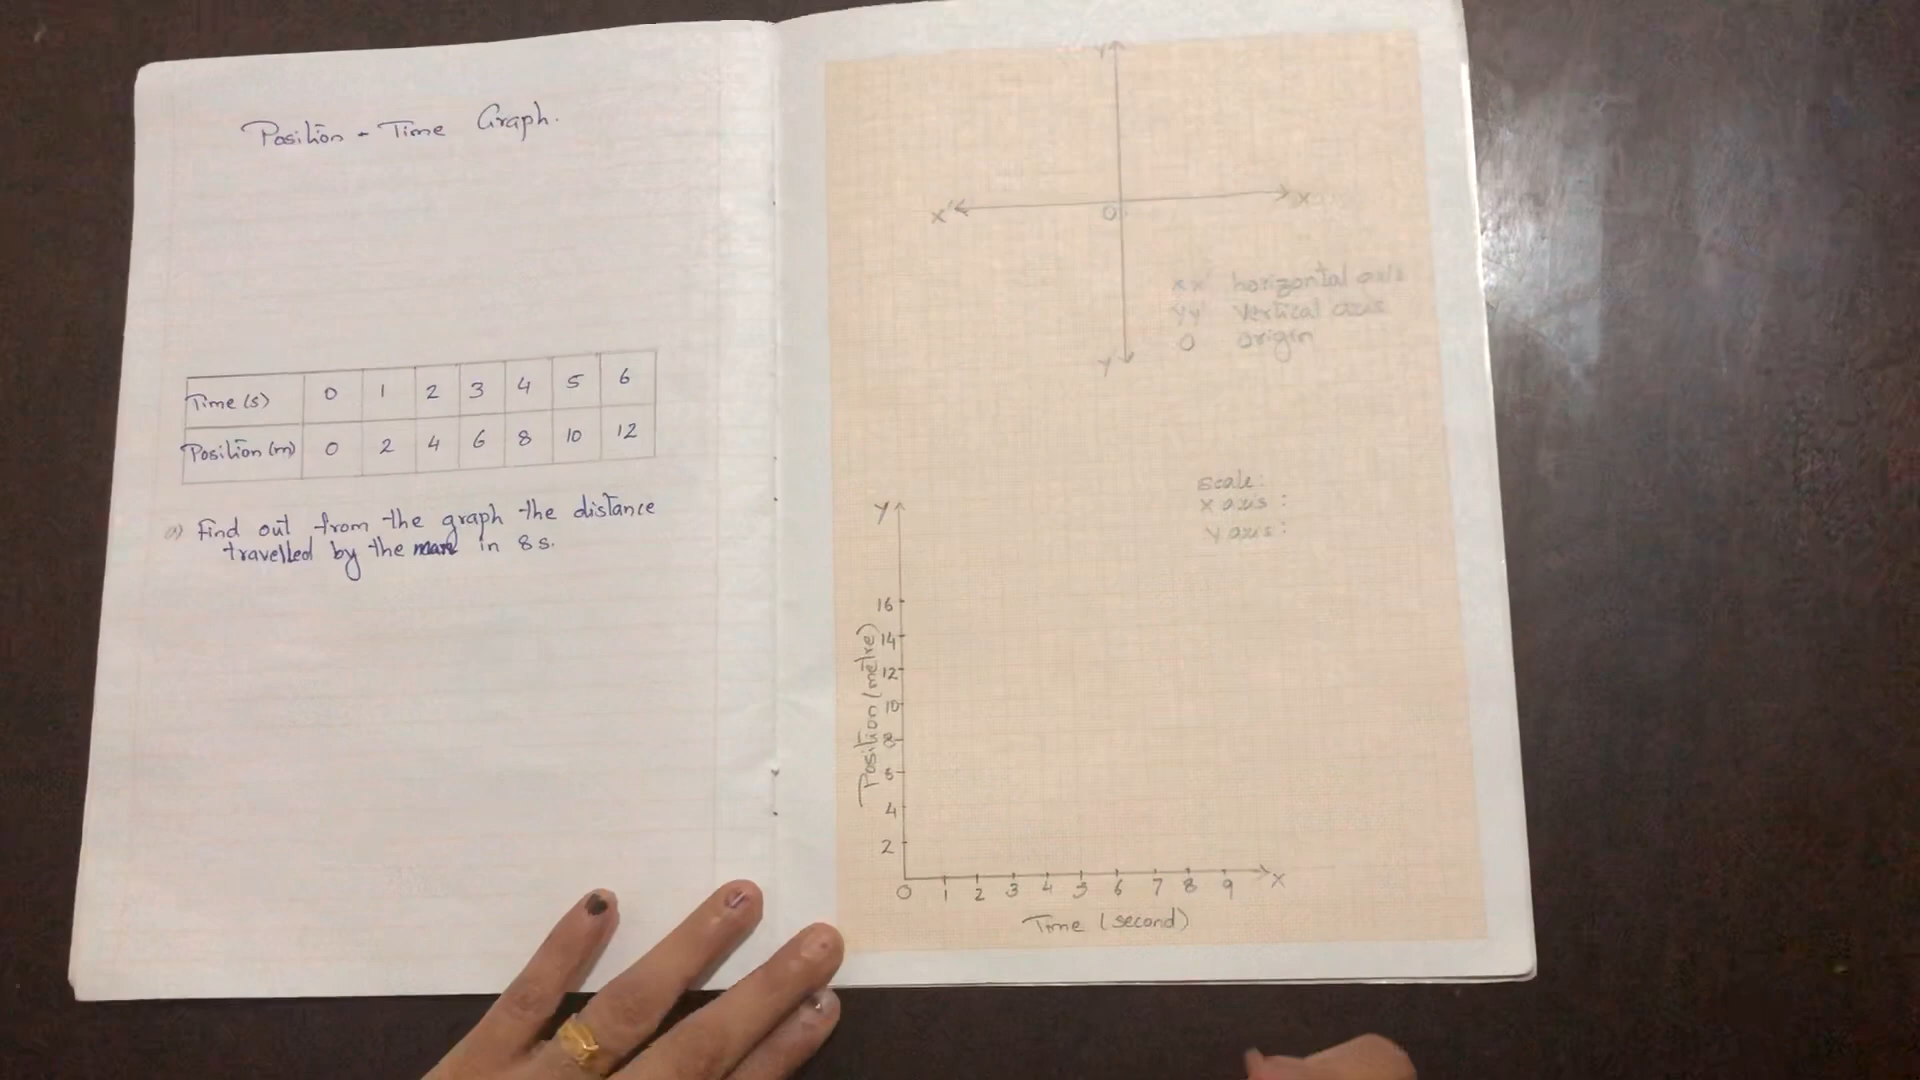 Position - Time Graph.
Time (s) 0 1 2 3 4 5 6
Position (m) 0 2 4 6 8 10 12
a) Find out from the graph the distance
travelled by the man in 8 s.
Y
X' O X
Y'
XX' horizontal axis
YY' Vertical axis
O origin
scale:
X axis :
Y axis :
Y
16
14
12
10
8
6
4
2
Position (metre)
0 1 2 3 4 5 6 7 8 9 X
Time (second)